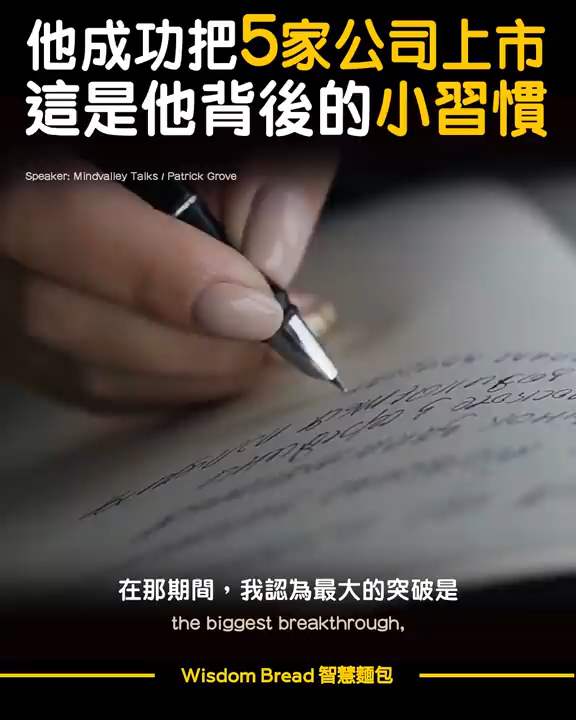 他成功把5家公司上市
這是他背後的小習慣
Speaker: Mindvalley Talks / Patrick Grove
在那期間，我認為最大的突破是
the biggest breakthrough,
Wisdom Bread 智慧麵包